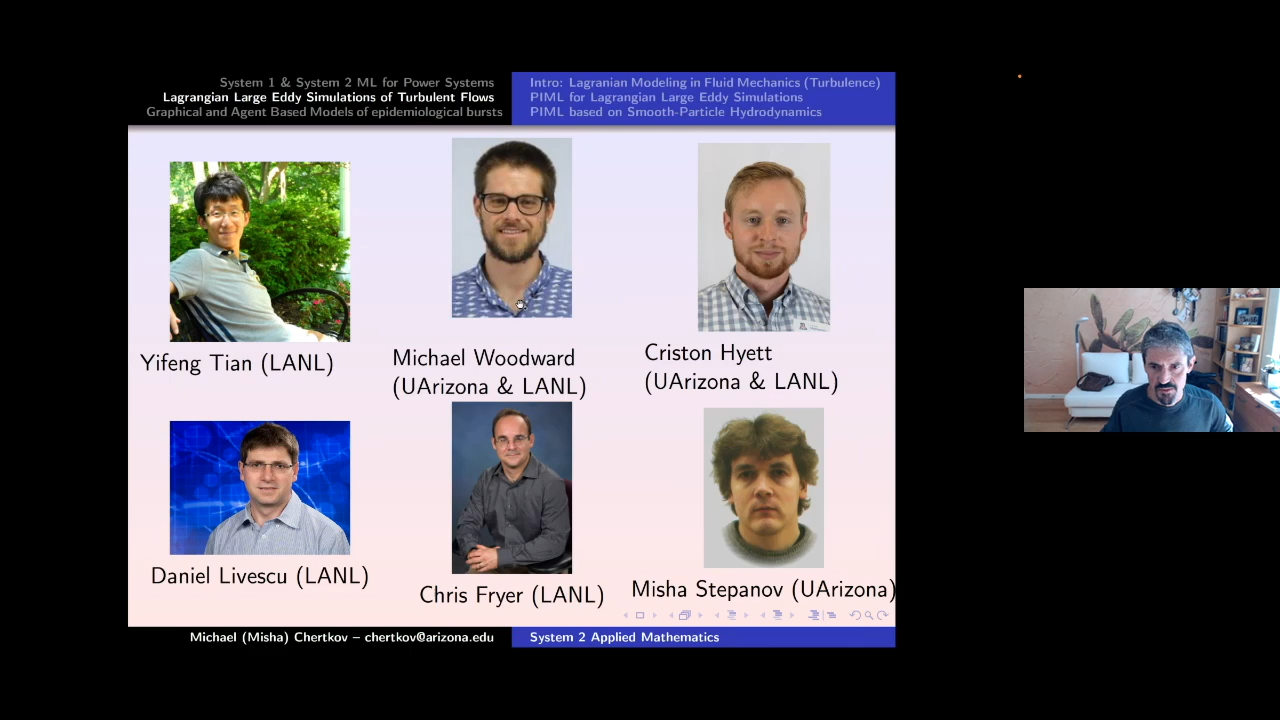 System 1 & System 2 ML for Power Systems
Lagrangian Large Eddy Simulations of Turbulent Flows
Graphical and Agent Based Models of epidemiological bursts
Intro: Lagranian Modeling in Fluid Mechanics (Turbulence)
PIML for Lagrangian Large Eddy Simulations
PIML based on Smooth-Particle Hydrodynamics
Yifeng Tian (LANL)
Michael Woodward
(UArizona & LANL)
Criston Hyett
(UArizona & LANL)
Daniel Livescu (LANL)
Chris Fryer (LANL)
Misha Stepanov (UArizona)
Michael (Misha) Chertkov – chertkov@arizona.edu
System 2 Applied Mathematics